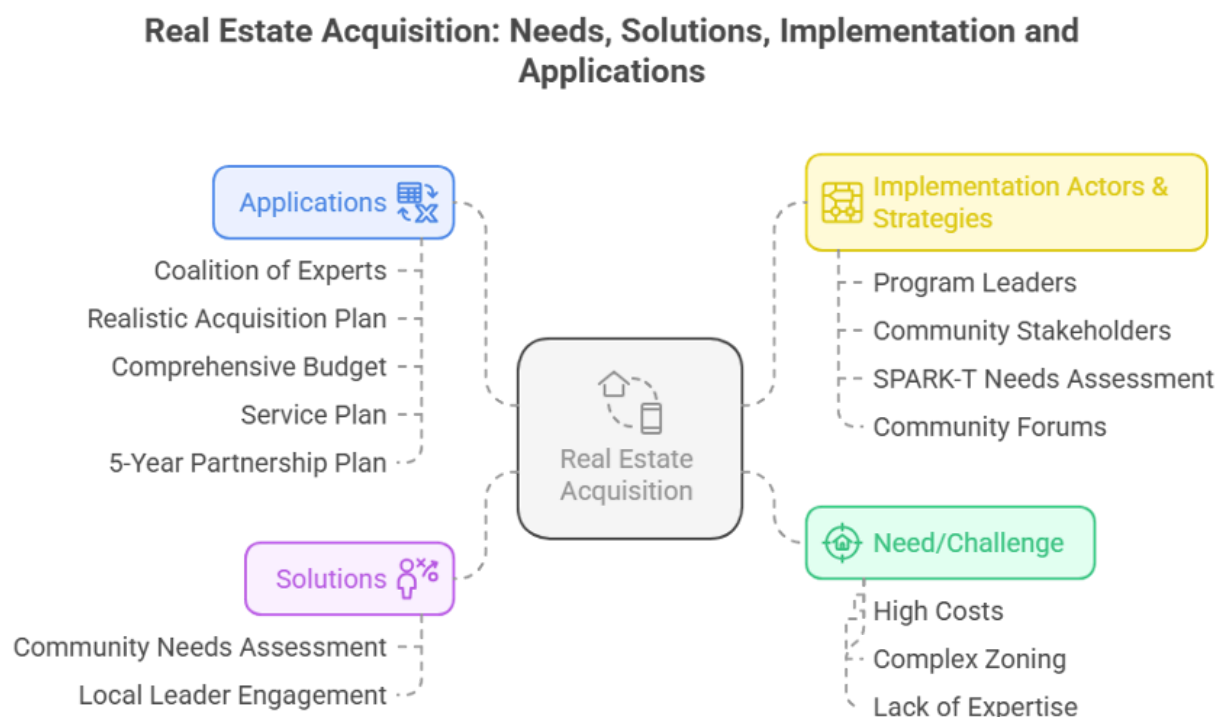 Real Estate Acquisition: Needs, Solutions, Implementation and
Applications
Applications
Coalition of Experts
Realistic Acquisition Plan
Comprehensive Budget
Service Plan
5-Year Partnership Plan
Implementation Actors &
Strategies
Program Leaders
Community Stakeholders
SPARK-T Needs Assessment
Community Forums
Real Estate
Acquisition
Solutions
Community Needs Assessment
Local Leader Engagement
Need/Challenge
High Costs
Complex Zoning
Lack of Expertise